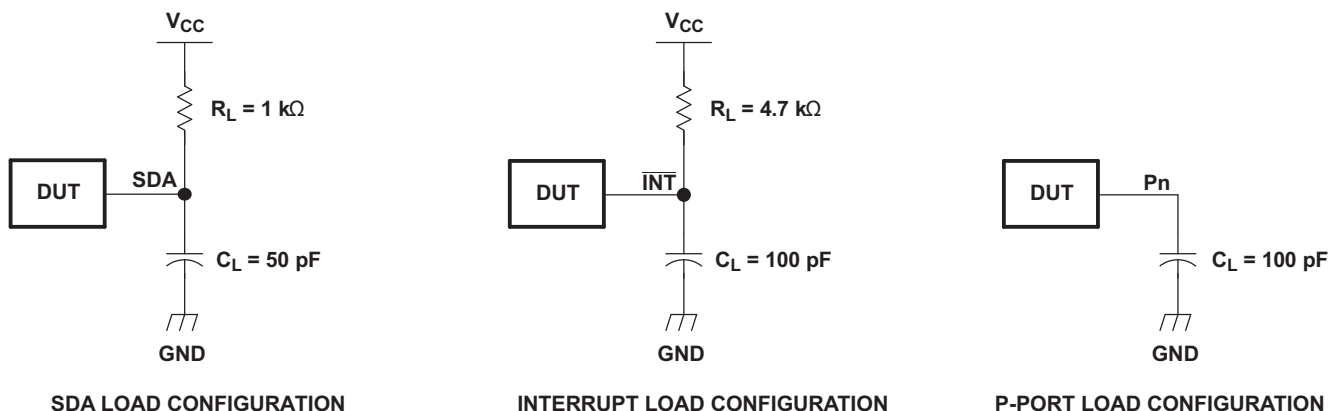 VCC
RL = 1 kΩ
DUT
SDA
CL = 50 pF
GND
SDA LOAD CONFIGURATION
VCC
RL = 4.7 kΩ
DUT
INT
CL = 100 pF
GND
INTERRUPT LOAD CONFIGURATION
DUT
Pn
CL = 100 pF
GND
P-PORT LOAD CONFIGURATION